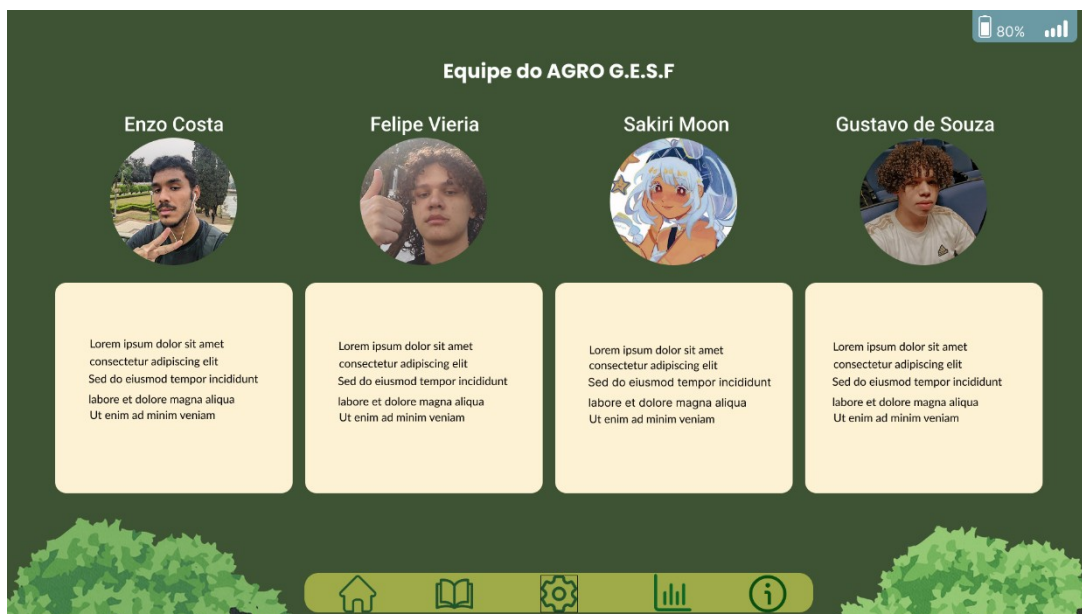 80%
Equipe do AGRO G.E.S.F
Enzo Costa
Felipe Vieria
Sakiri Moon
Gustavo de Souza
Lorem ipsum dolor sit amet
consectetur adipiscing elit
Sed do eiusmod tempor incididunt
labore et dolore magna aliqua
Ut enim ad minim veniam
Lorem ipsum dolor sit amet
consectetur adipiscing elit
Sed do eiusmod tempor incididunt
labore et dolore magna aliqua
Ut enim ad minim veniam
Lorem ipsum dolor sit amet
consectetur adipiscing elit
Sed do eiusmod tempor incididunt
labore et dolore magna aliqua
Ut enim ad minim veniam
Lorem ipsum dolor sit amet
consectetur adipiscing elit
Sed do eiusmod tempor incididunt
labore et dolore magna aliqua
Ut enim ad minim veniam